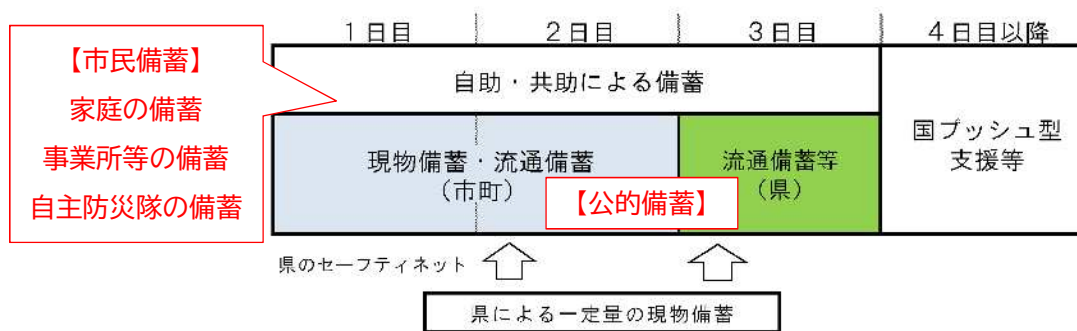 １日目
２日目
３日目
４日目以降
【市民備蓄】
家庭の備蓄
事業所等の備蓄
自主防災隊の備蓄
自助・共助による備蓄
現物備蓄・流通備蓄
（市町）
【公的備蓄】
流通備蓄等
（県）
国プッシュ型
支援等
県のセーフティネット
県による一定量の現物備蓄